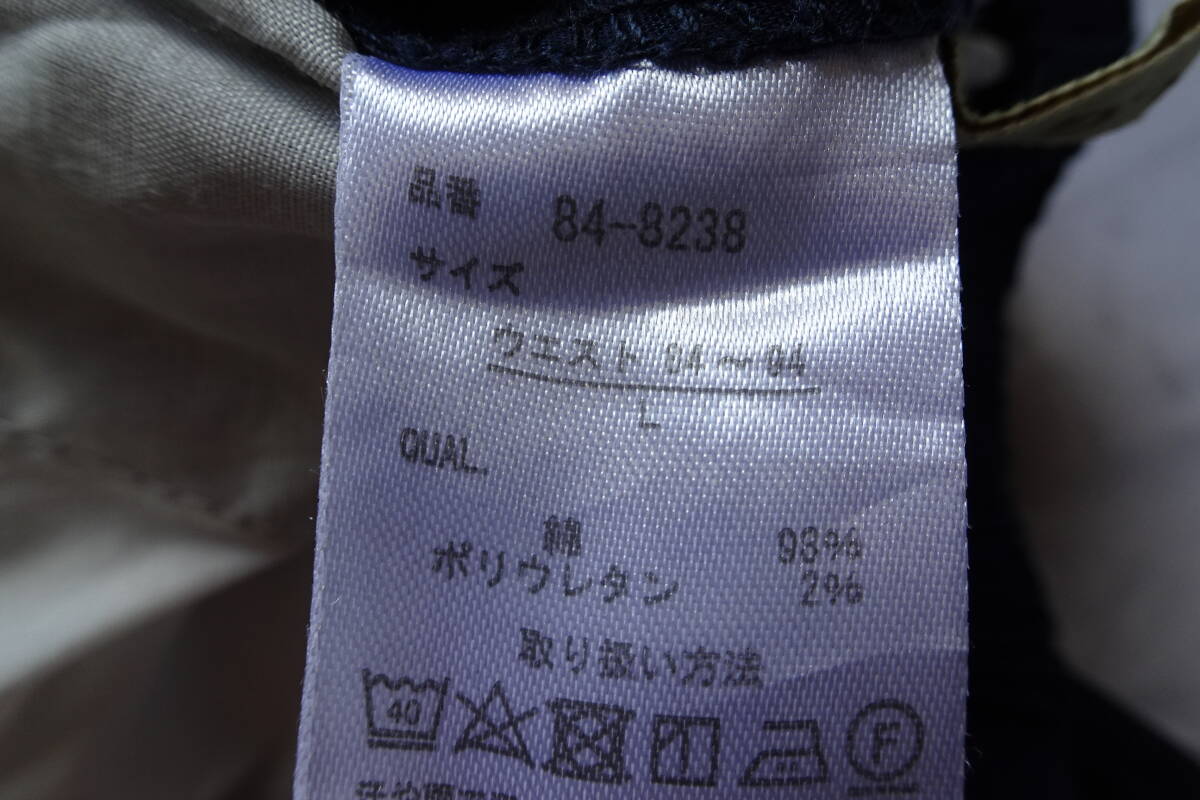 品番 84-8238
サイズ
ウエスト 84～94
L
QUAL.
綿 98%
ポリウレタン 2%
取り扱い方法
40 F